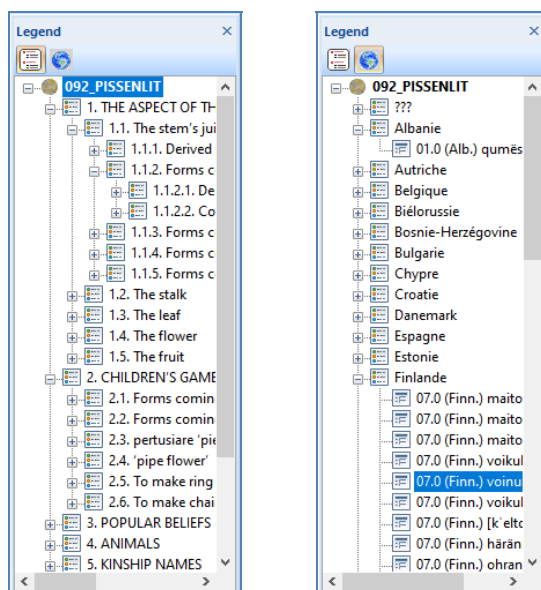 Legend
092_PISSENLIT
1. THE ASPECT OF TH
1.1. The stem's jui
1.1.1. Derived
1.1.2. Forms c
1.1.2.1. De
1.1.2.2. Co
1.1.3. Forms c
1.1.4. Forms c
1.1.5. Forms c
1.2. The stalk
1.3. The leaf
1.4. The flower
1.5. The fruit
2. CHILDREN'S GAME
2.1. Forms comin
2.2. Forms comin
2.3. pertusiare 'pie
2.4. 'pipe flower'
2.5. To make ring
2.6. To make chai
3. POPULAR BELIEFS
4. ANIMALS
5. KINSHIP NAMES
Legend
092_PISSENLIT
???
Albanie
01.0 (Alb.) qumës
Autriche
Belgique
Biélorussie
Bosnie-Herzégovine
Bulgarie
Chypre
Croatie
Danemark
Espagne
Estonie
Finlande
07.0 (Finn.) maito
07.0 (Finn.) maito
07.0 (Finn.) maito
07.0 (Finn.) voikul
07.0 (Finn.) voinu
07.0 (Finn.) voikul
07.0 (Finn.) [k´elto
07.0 (Finn.) härän
07.0 (Finn.) ohran